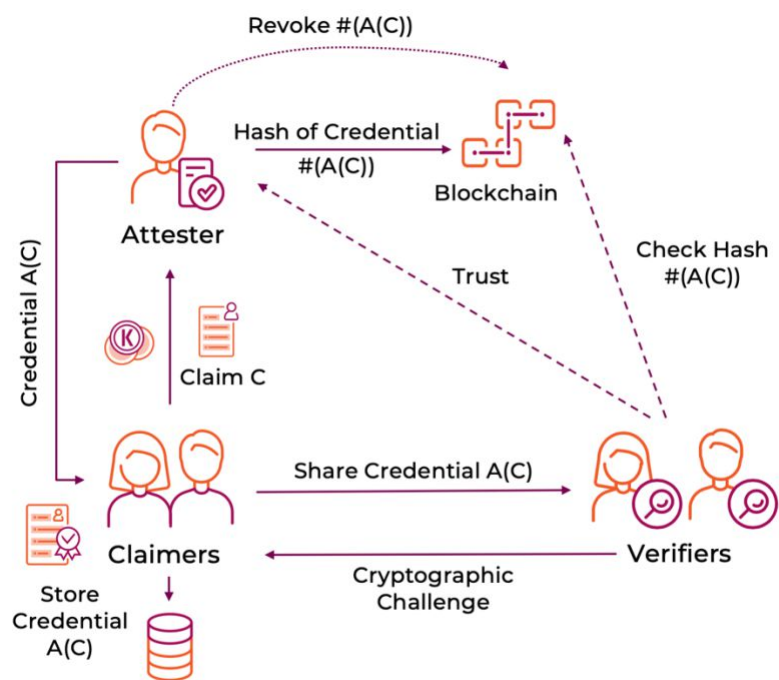 Revoke #(A(C))
Hash of Credential
#(A(C))
Blockchain
Attester
Credential A(C)
Trust
Check Hash
#(A(C))
K
Claim C
Share Credential A(C)
Claimers
Verifiers
Cryptographic
Challenge
Store
Credential
A(C)